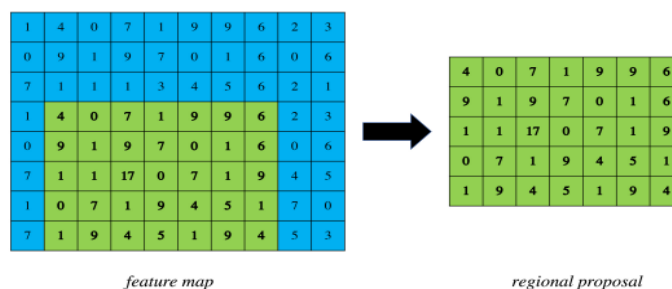 1 4 0 7 1 9 9 6 2 3
0 9 1 9 7 0 1 6 0 6
7 1 1 1 3 4 5 6 2 1
1 4 0 7 1 9 9 6 2 3
0 9 1 9 7 0 1 6 0 6
7 1 1 17 0 7 1 9 4 5
1 0 7 1 9 4 5 1 7 0
7 1 9 4 5 1 9 4 5 3
feature map
4 0 7 1 9 9 6
9 1 9 7 0 1 6
1 1 17 0 7 1 9
0 7 1 9 4 5 1
1 9 4 5 1 9 4
regional proposal